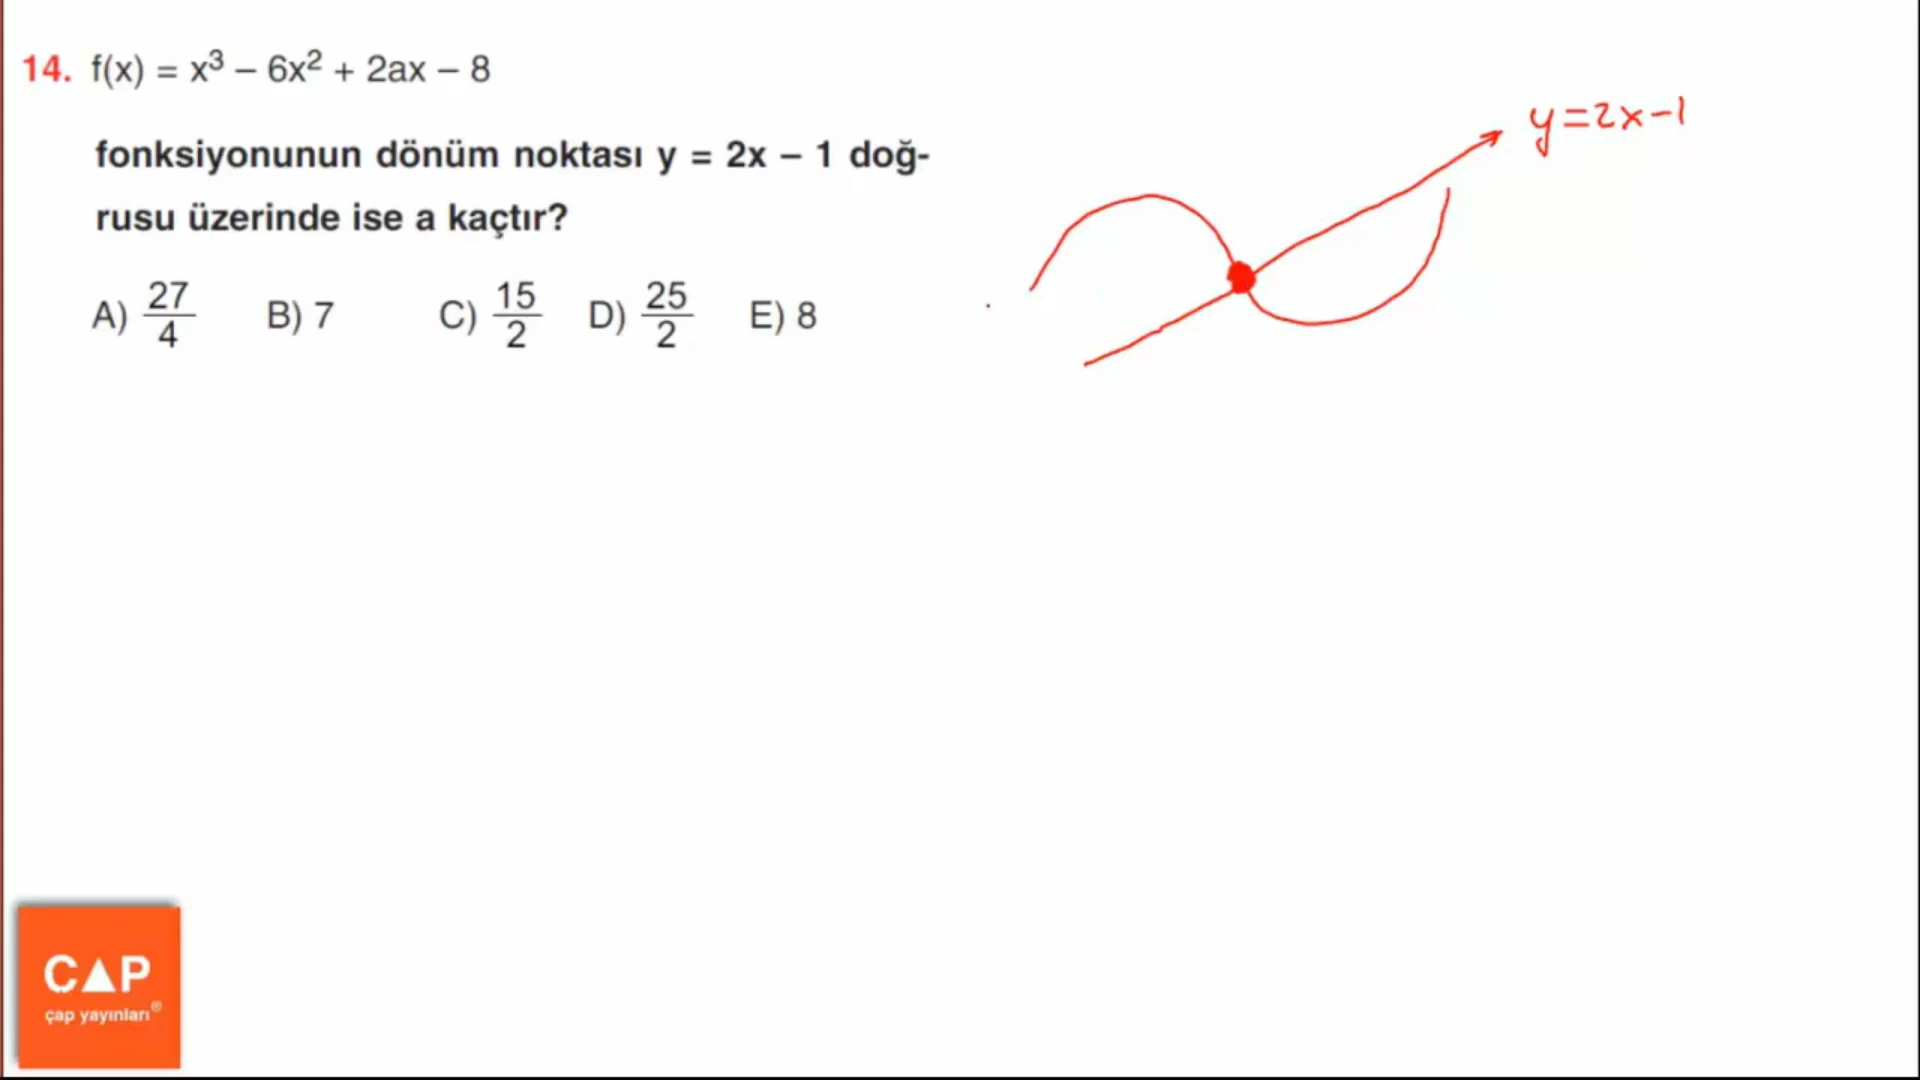 14. f(x) = x³ – 6x² + 2ax – 8
y=2x-1
fonksiyonunun dönüm noktası y = 2x – 1 doğ-
rusu üzerinde ise a kaçtır?
A) 27/4 B) 7 C) 15/2 D) 25/2 E) 8
CAP
çap yayınları®